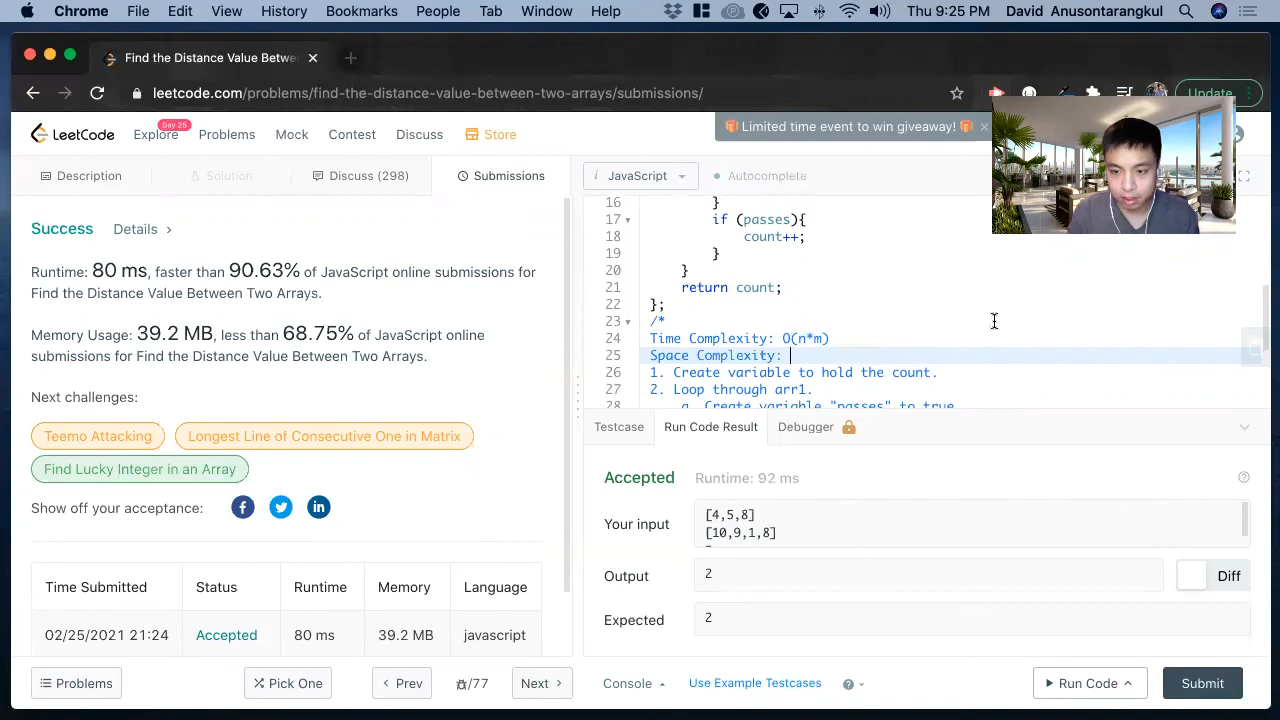 Chrome File Edit View History Bookmarks People Tab Window Help Thu 9:25 PM David Anusontarangkul
Find the Distance Value Betwe
leetcode.com/problems/find-the-distance-value-between-two-arrays/submissions/
Update
LeetCode Explore Day 25 Problems Mock Contest Discuss Store
Limited time event to win giveaway!
Description Solution Discuss (298) Submissions
i JavaScript Autocomplete
Success Details
Runtime: 80 ms, faster than 90.63% of JavaScript online submissions for
Find the Distance Value Between Two Arrays.
Memory Usage: 39.2 MB, less than 68.75% of JavaScript online
submissions for Find the Distance Value Between Two Arrays.
Next challenges:
Teemo Attacking Longest Line of Consecutive One in Matrix
Find Lucky Integer in an Array
Show off your acceptance:
Time Submitted Status Runtime Memory Language
02/25/2021 21:24 Accepted 80 ms 39.2 MB javascript
16 }
17 if (passes){
18 count++;
19 }
20 }
21 return count;
22 };
23 /*
24 Time Complexity: O(n*m)
25 Space Complexity:
26 1. Create variable to hold the count.
27 2. Loop through arr1.
28 a. Create variable "passes" to true
Testcase Run Code Result Debugger
Accepted Runtime: 92 ms
Your input
[4,5,8]
[10,9,1,8]
Output 2 Diff
Expected 2
Problems Pick One Prev /77 Next Console Use Example Testcases Run Code Submit